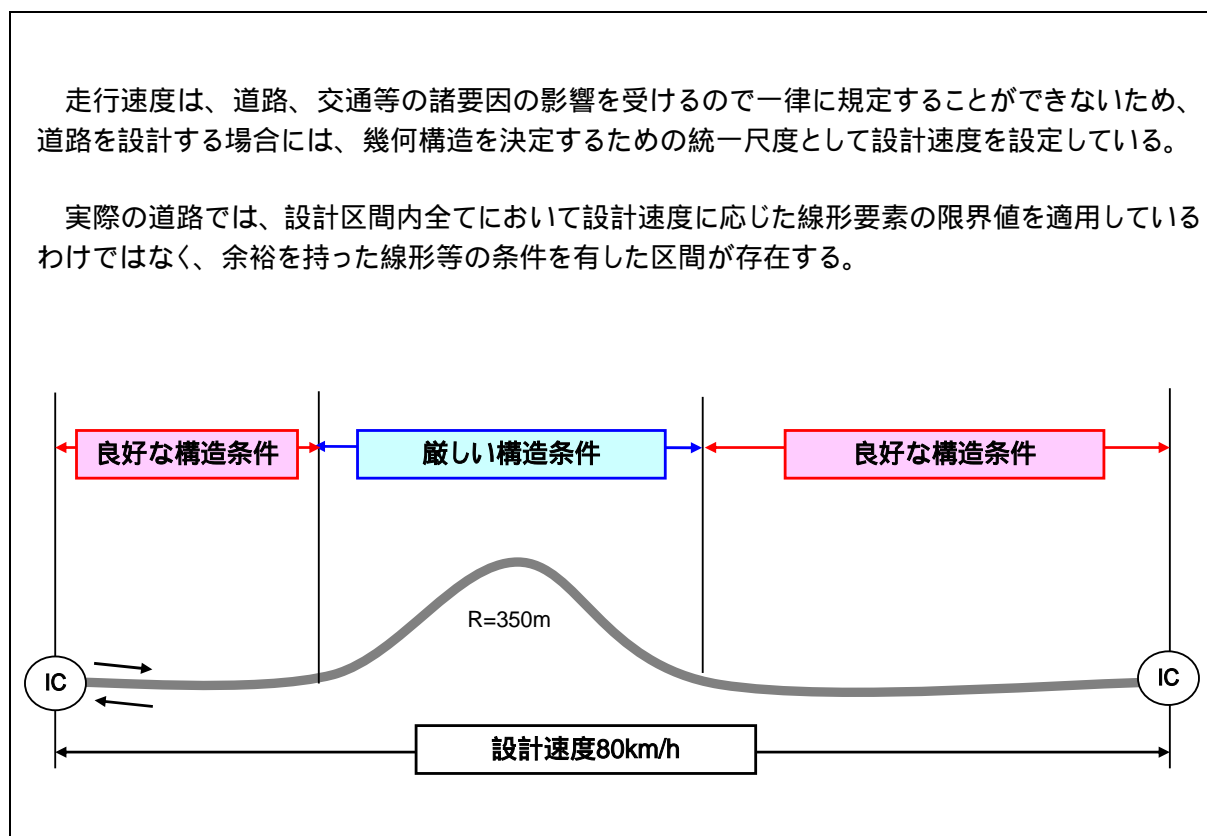 走行速度は、道路、交通等の諸要因の影響を受けるので一律に規定することができないため、
道路を設計する場合には、幾何構造を決定するための統一尺度として設計速度を設定している。
実際の道路では、設計区間内全てにおいて設計速度に応じた線形要素の限界値を適用している
わけではなく、余裕を持った線形等の条件を有した区間が存在する。
良好な構造条件
厳しい構造条件
良好な構造条件
R=350m
IC
IC
設計速度80km/h